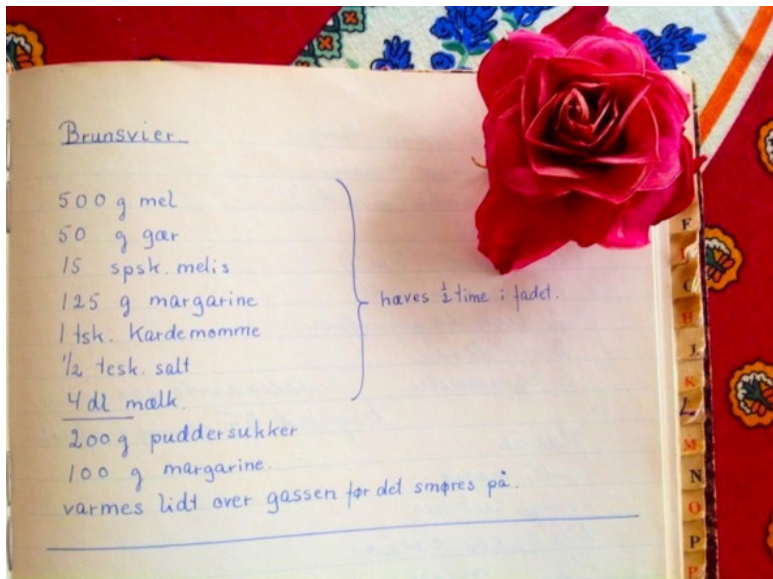 Brunsvier
500 g mel
50 g gær
15 spsk. melis
125 g margarine
1 tsk. Kardemomme
1/2 tesk. salt
4 dl mælk.
hæves 1/2 time i fadet.
200 g puddersukker
100 g margarine.
varmes lidt over gassen før det smøres på.
F
G
H
K
L
M
N
O
P
P